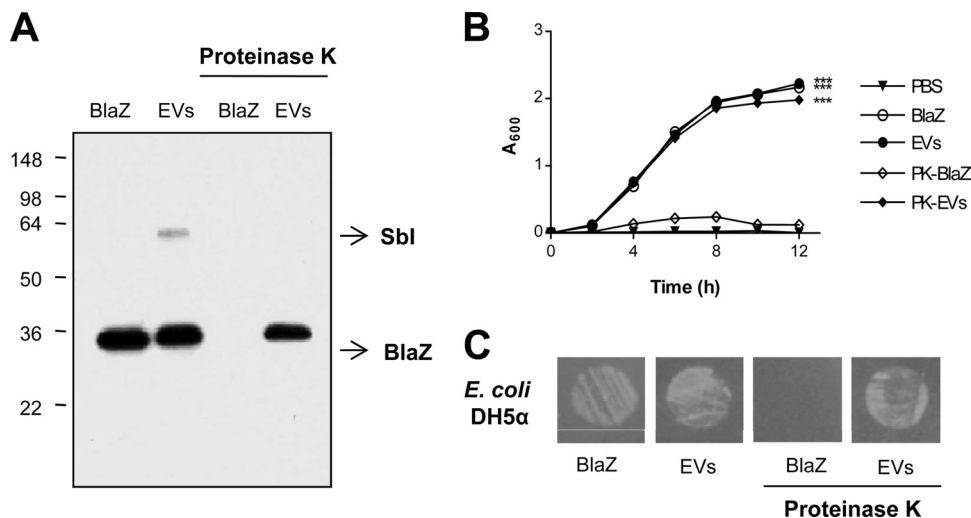 A
Proteinase K
BlaZ EVs BlaZ EVs
148
98
64
50
36
22
SbI
BlaZ
B
3
2
1
0
A600
0 4 8 12
Time (h)
***
***
***
PBS
BlaZ
EVs
PK-BlaZ
PK-EVs
C
E. coli
DH5α
BlaZ EVs BlaZ EVs
Proteinase K